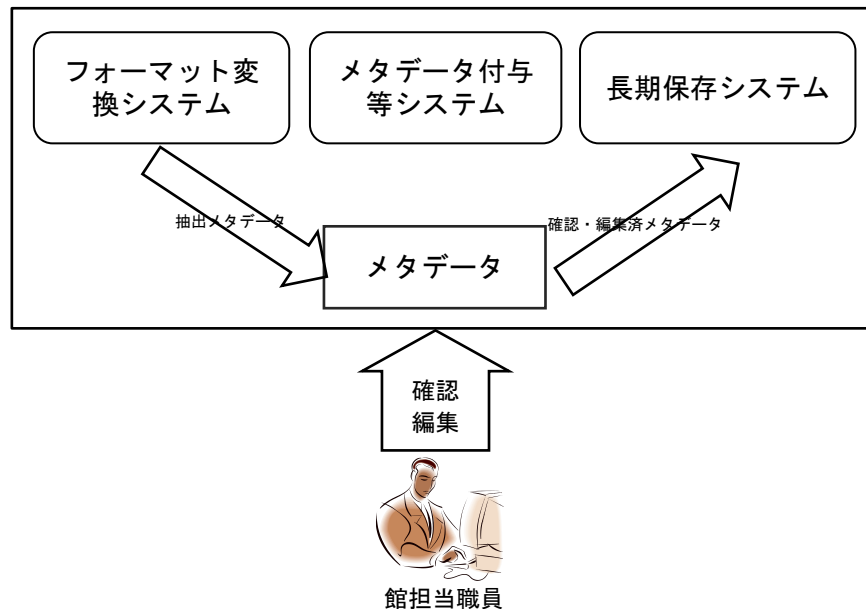 フォーマット変
換システム
メタデータ付与
等システム
長期保存システム
抽出メタデータ
確認・編集済メタデータ
メタデータ
確認
編集
館担当職員